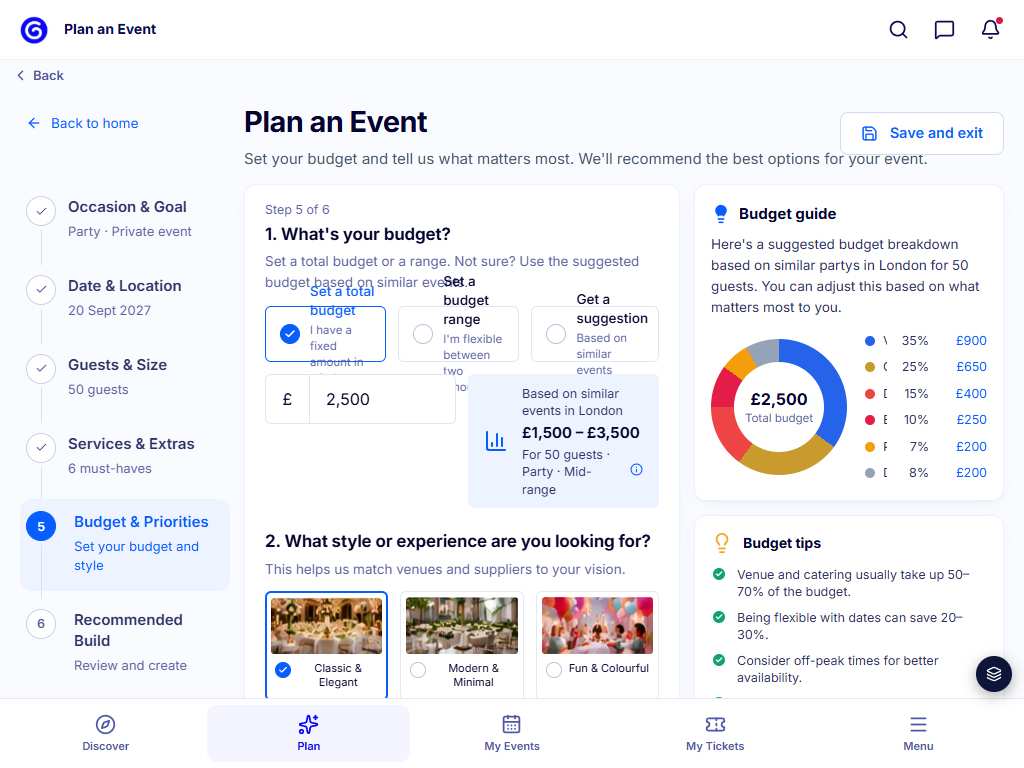 Plan an Event
Back
Back to home
Plan an Event
Set your budget and tell us what matters most. We'll recommend the best options for your event.
Save and exit
Occasion & Goal
Party · Private event
Date & Location
20 Sept 2027
Guests & Size
50 guests
Services & Extras
6 must-haves
5
Budget & Priorities
Set your budget and
style
6
Recommended
Build
Review and create
Step 5 of 6
1. What's your budget?
Set a total budget or a range. Not sure? Use the suggested
budget based on similar events.
Set a total
budget
I have a
fixed
amount in
Set a
budget
range
I'm flexible
between
two
Get a
suggestion
Based on
similar
events
£
2,500
Based on similar
events in London
£1,500 – £3,500
For 50 guests ·
Party · Mid-
range
2. What style or experience are you looking for?
This helps us match venues and suppliers to your vision.
Classic &
Elegant
Modern &
Minimal
Fun & Colourful
Budget guide
Here's a suggested budget breakdown
based on similar partys in London for 50
guests. You can adjust this based on what
matters most to you.
£2,500
Total budget
35% £900
25% £650
15% £400
10% £250
7% £200
8% £200
Budget tips
Venue and catering usually take up 50–
70% of the budget.
Being flexible with dates can save 20–
30%.
Consider off-peak times for better
availability.
Discover
Plan
My Events
My Tickets
Menu